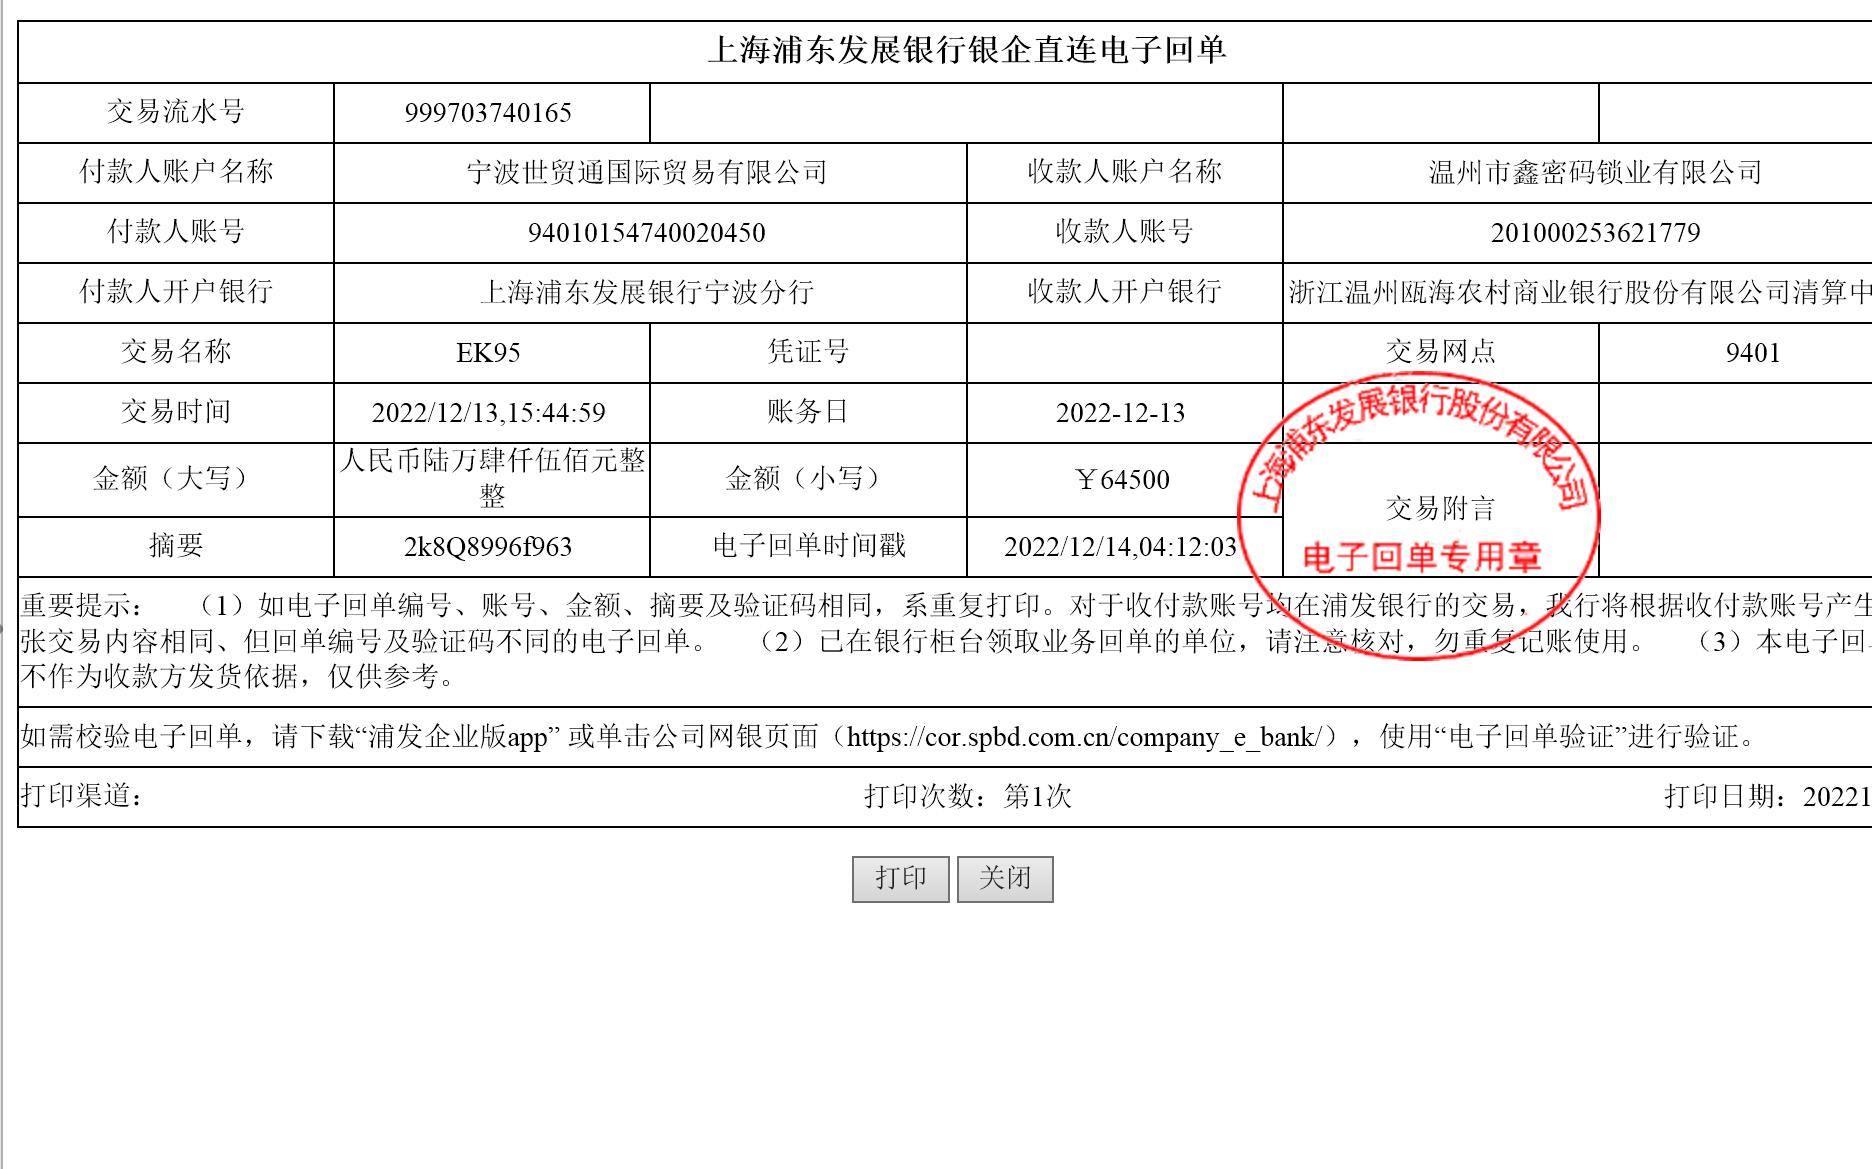 上海浦东发展银行银企直连电子回单
交易流水号 999703740165
付款人账户名称 宁波世贸通国际贸易有限公司 收款人账户名称 温州市鑫密码锁业有限公司
付款人账号 94010154740020450 收款人账号 201000253621779
付款人开户银行 上海浦东发展银行宁波分行 收款人开户银行 浙江温州瓯海农村商业银行股份有限公司清算中
交易名称 EK95 凭证号 交易网点 9401
交易时间 2022/12/13,15:44:59 账务日 2022-12-13
金额（大写） 人民币陆万肆仟伍佰元整
整 金额（小写） ￥64500
交易附言
摘要 2k8Q8996f963 电子回单时间戳 2022/12/14,04:12:03
上海浦东发展银行股份有限公司
电子回单专用章
重要提示： （1）如电子回单编号、账号、金额、摘要及验证码相同，系重复打印。对于收付款账号均在浦发银行的交易，我行将根据收付款账号产生
张交易内容相同、但回单编号及验证码不同的电子回单。 （2）已在银行柜台领取业务回单的单位，请注意核对，勿重复记账使用。 （3）本电子回
不作为收款方发货依据，仅供参考。
如需校验电子回单，请下载“浦发企业版app” 或单击公司网银页面（https://cor.spbd.com.cn/company_e_bank/），使用“电子回单验证”进行验证。
打印渠道： 打印次数：第1次 打印日期：20221
打印 关闭